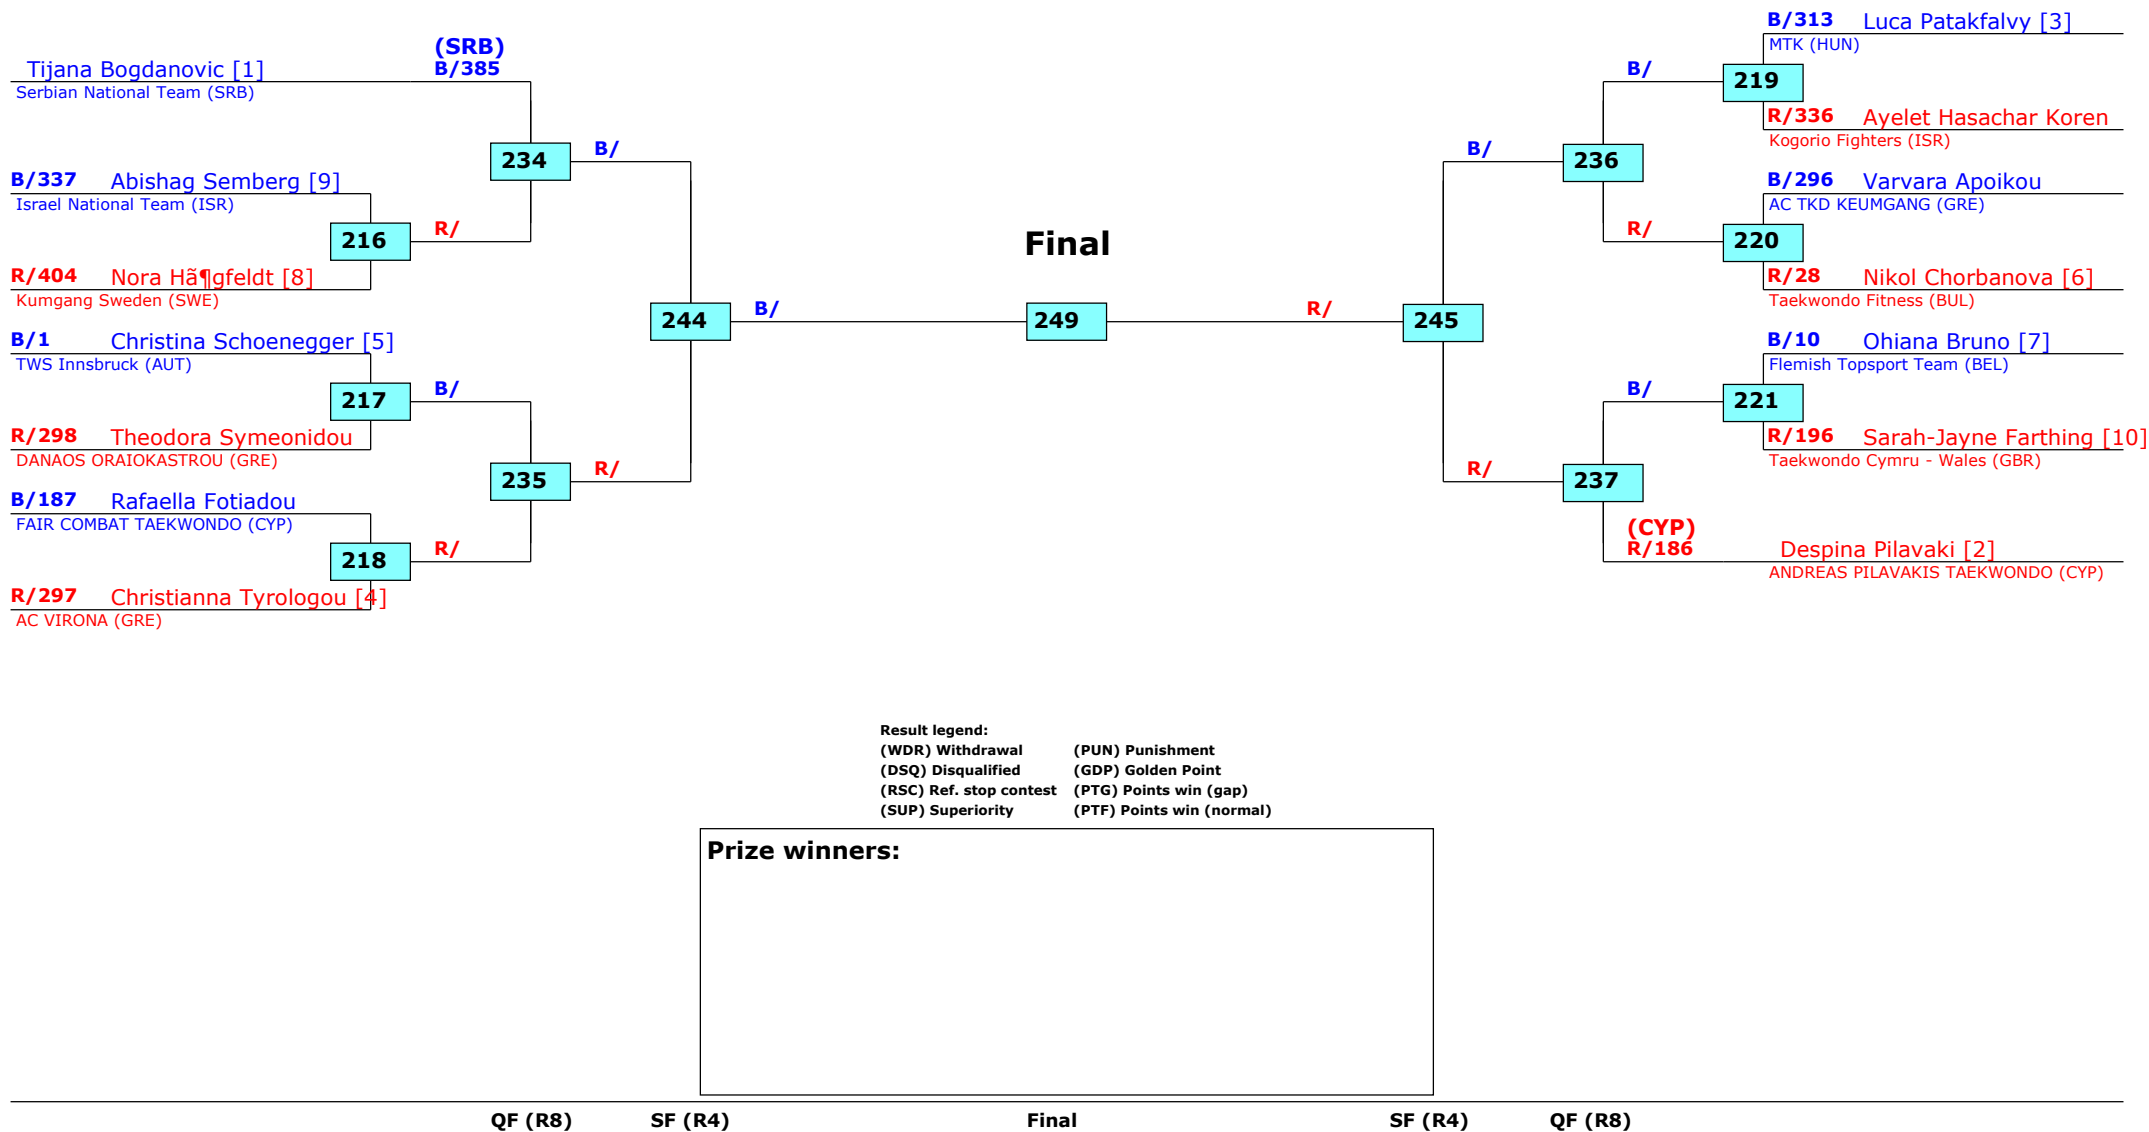 (SRB)
Tijana Bogdanovic [1] B/385
Serbian National Team (SRB)
234 B/
B/337 Abishag Semberg [9]
Israel National Team (ISR)
216 R/
R/404 Nora Hã¶gfeldt [8]
Kumgang Sweden (SWE)
244 B/
B/1 Christina Schoenegger [5]
TWS Innsbruck (AUT)
217 B/
R/298 Theodora Symeonidou
DANAOS ORAIOKASTROU (GRE)
235 R/
B/187 Rafaella Fotiadou
FAIR COMBAT TAEKWONDO (CYP)
218 R/
R/297 Christianna Tyrologou [4]
AC VIRONA (GRE)
Final
249
B/313 Luca Patakfalvy [3]
MTK (HUN)
B/ 219
R/336 Ayelet Hasachar Koren
Kogorio Fighters (ISR)
B/ 236
B/296 Varvara Apoikou
AC TKD KEUMGANG (GRE)
R/ 220
R/28 Nikol Chorbanova [6]
Taekwondo Fitness (BUL)
R/ 245
B/10 Ohiana Bruno [7]
Flemish Topsport Team (BEL)
B/ 221
R/196 Sarah-Jayne Farthing [10]
Taekwondo Cymru - Wales (GBR)
R/ 237
(CYP)
R/186 Despina Pilavaki [2]
ANDREAS PILAVAKIS TAEKWONDO (CYP)
Result legend:
(WDR) Withdrawal (PUN) Punishment
(DSQ) Disqualified (GDP) Golden Point
(RSC) Ref. stop contest (PTG) Points win (gap)
(SUP) Superiority (PTF) Points win (normal)
Prize winners:
QF (R8) SF (R4) Final SF (R4) QF (R8)